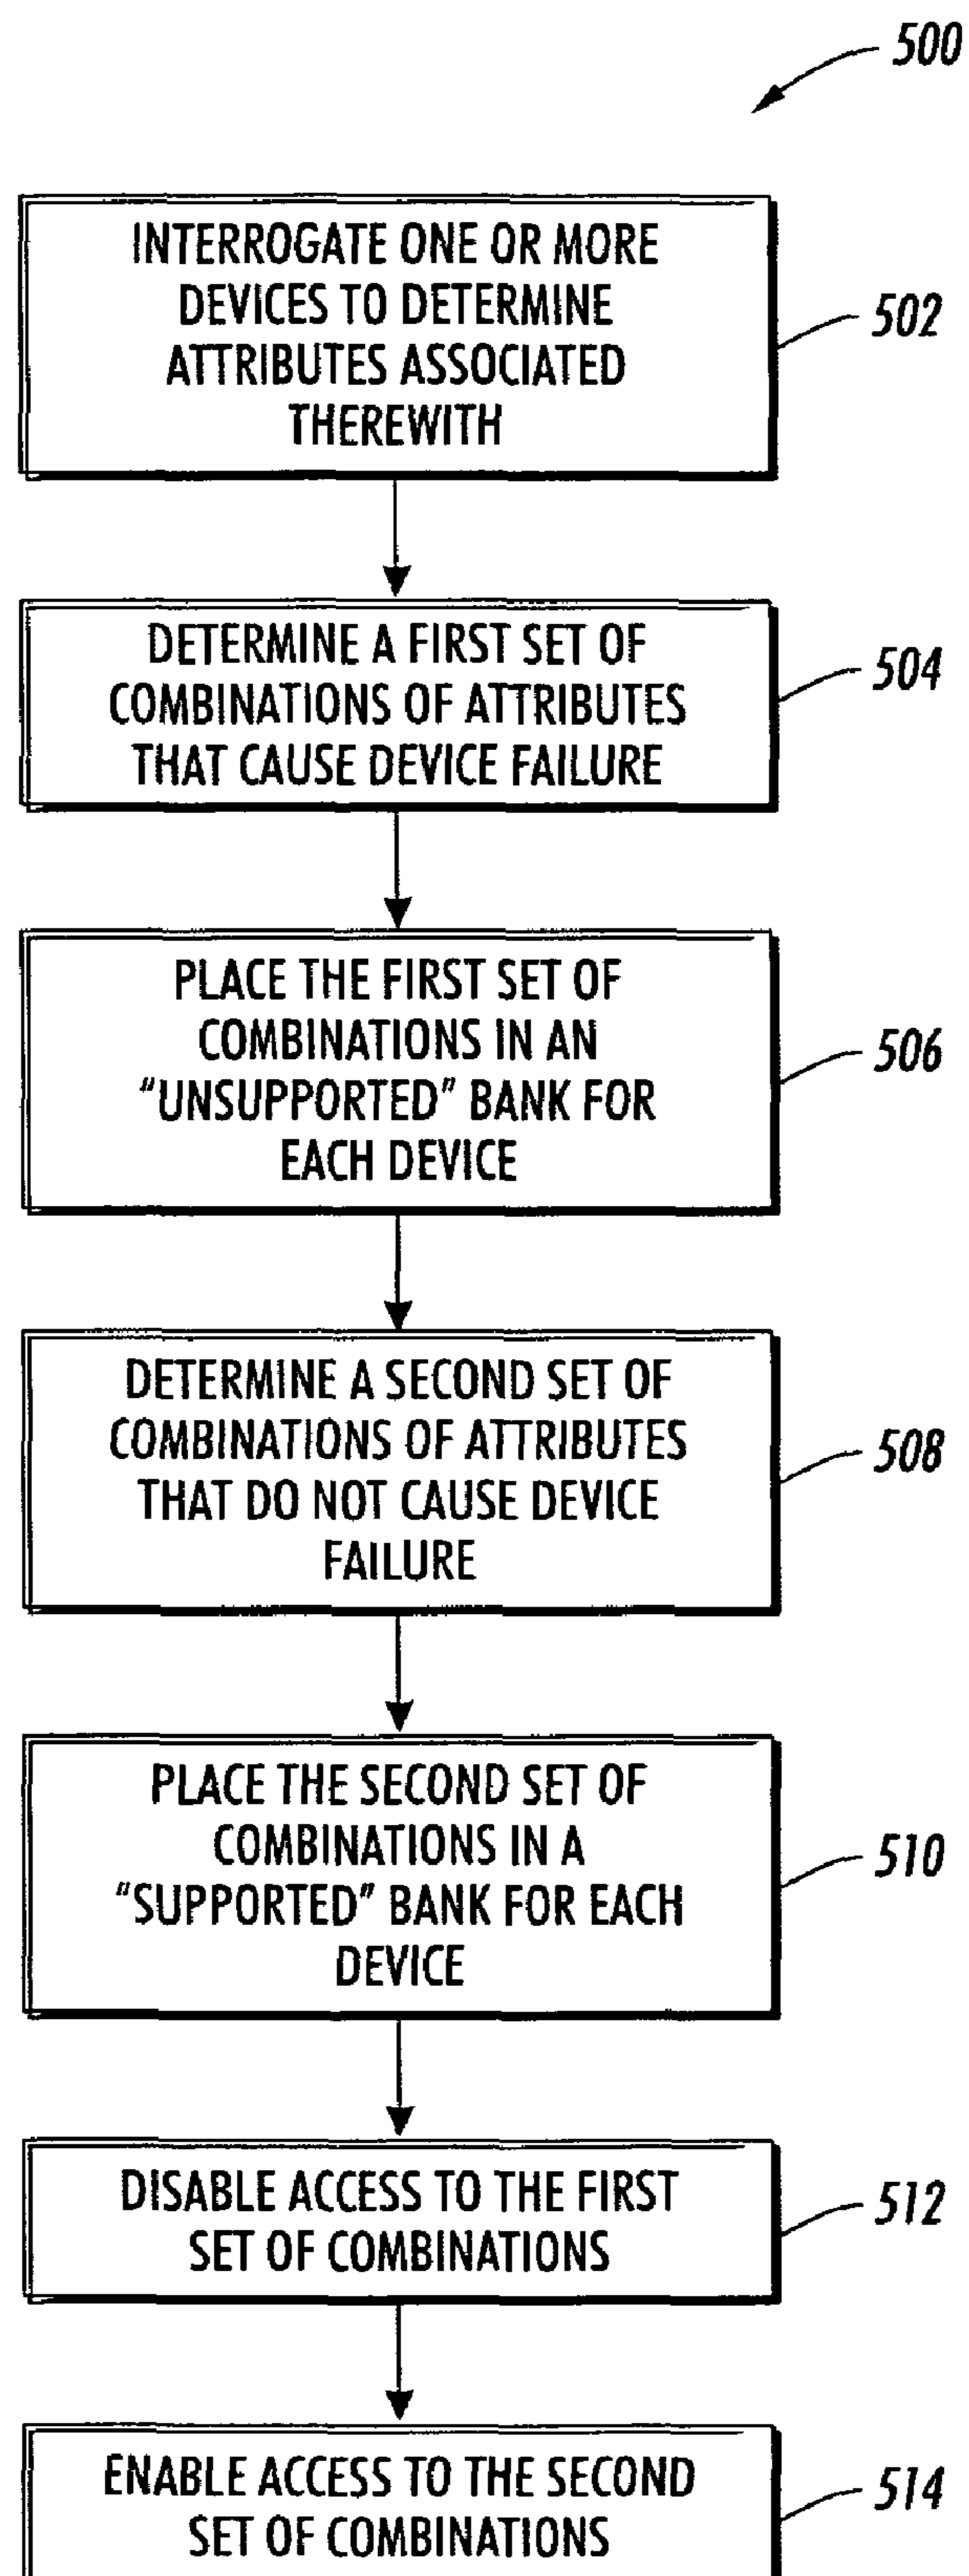 500
INTERROGATE ONE OR MORE
DEVICES TO DETERMINE
ATTRIBUTES ASSOCIATED
THEREWITH
502
DETERMINE A FIRST SET OF
COMBINATIONS OF ATTRIBUTES
THAT CAUSE DEVICE FAILURE
504
PLACE THE FIRST SET OF
COMBINATIONS IN AN
“UNSUPPORTED” BANK FOR
EACH DEVICE
506
DETERMINE A SECOND SET OF
COMBINATIONS OF ATTRIBUTES
THAT DO NOT CAUSE DEVICE
FAILURE
508
PLACE THE SECOND SET OF
COMBINATIONS IN A
“SUPPORTED” BANK FOR EACH
DEVICE
510
DISABLE ACCESS TO THE FIRST
SET OF COMBINATIONS
512
ENABLE ACCESS TO THE SECOND
SET OF COMBINATIONS
514